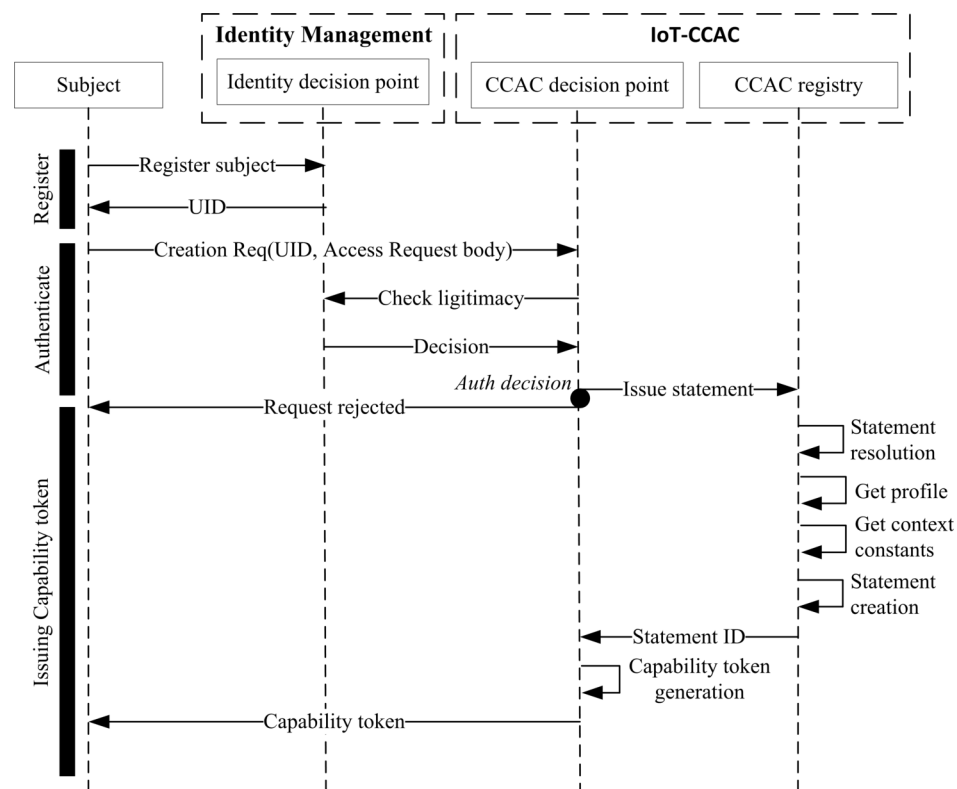 Identity Management
IoT-CCAC
Subject
Identity decision point
CCAC decision point
CCAC registry
Register
Register subject
UID
Authenticate
Creation Req(UID, Access Request body)
Check ligitimacy
Decision
Auth decision
Issue statement
Request rejected
Issuing Capability token
Statement
resolution
Get profile
Get context
constants
Statement
creation
Statement ID
Capability token
generation
Capability token